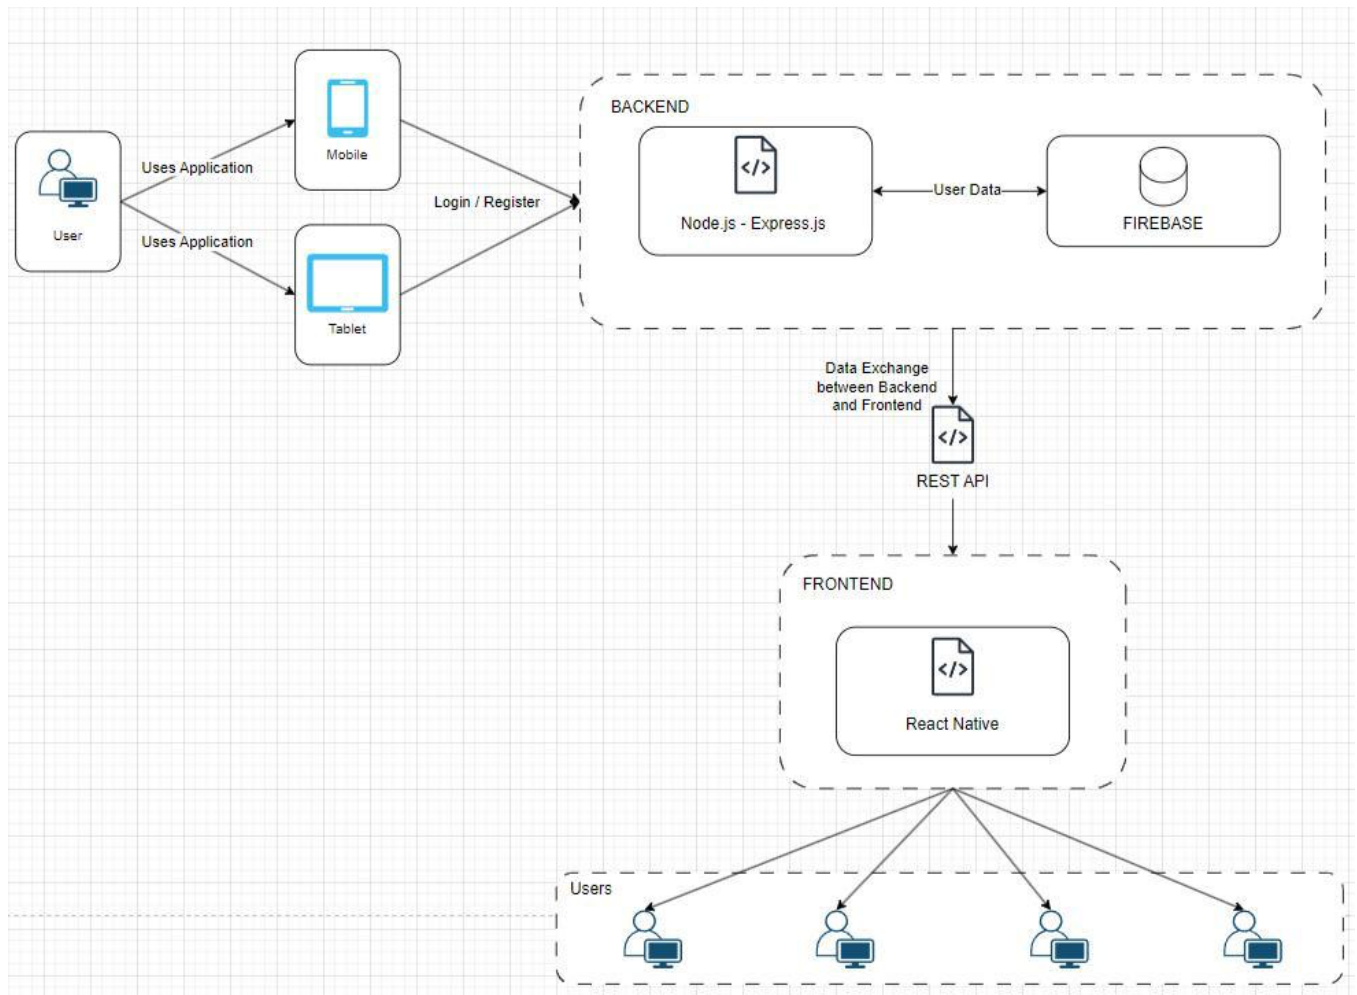 BACKEND
Mobile
Uses Application
User
Login / Register
Node.js - Express.js
User Data
FIREBASE
Uses Application
Tablet
Data Exchange
between Backend
and Frontend
</>
</>
REST API
FRONTEND
</>
React Native
Users